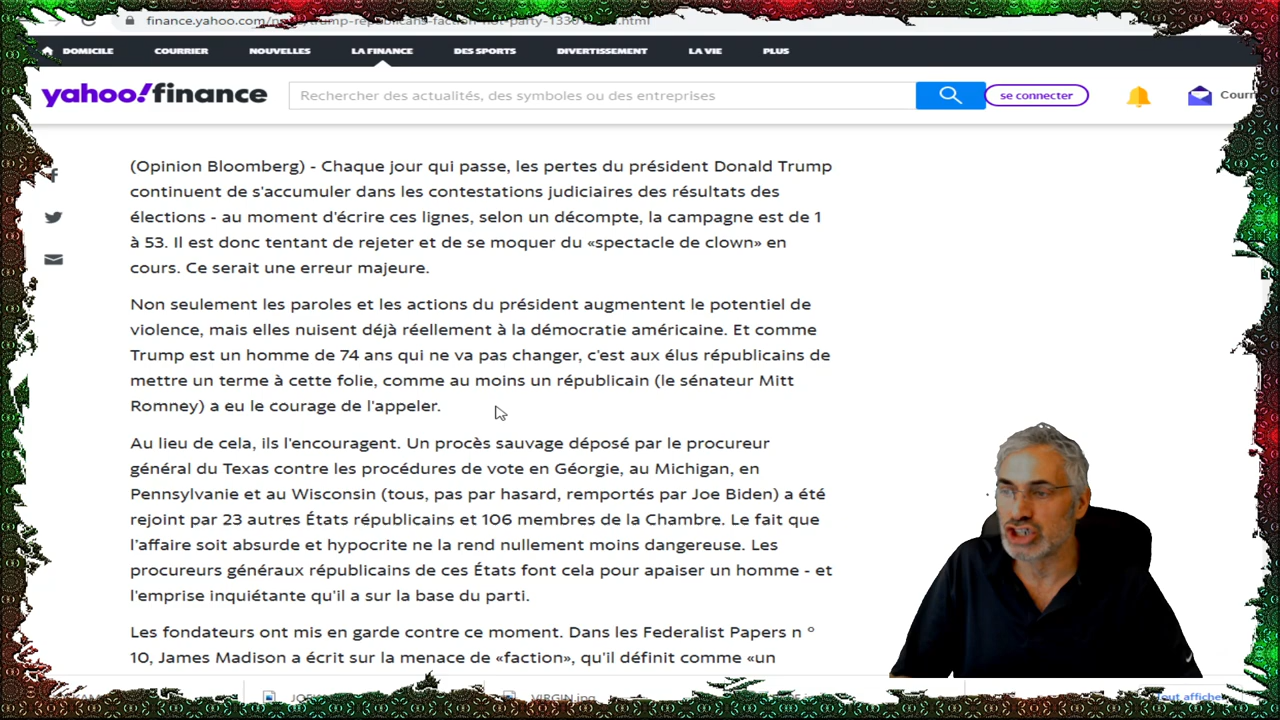 finance.yahoo.com/
DOMICILE COURRIER NOUVELLES LA FINANCE DES SPORTS DIVERTISSEMENT LA VIE PLUS
yahoo!finance
Rechercher des actualités, des symboles ou des entreprises
se connecter
(Opinion Bloomberg) - Chaque jour qui passe, les pertes du président Donald Trump
continuent de s'accumuler dans les contestations judiciaires des résultats des
élections - au moment d'écrire ces lignes, selon un décompte, la campagne est de 1
à 53. Il est donc tentant de rejeter et de se moquer du «spectacle de clown» en
cours. Ce serait une erreur majeure.
Non seulement les paroles et les actions du président augmentent le potentiel de
violence, mais elles nuisent déjà réellement à la démocratie américaine. Et comme
Trump est un homme de 74 ans qui ne va pas changer, c'est aux élus républicains de
mettre un terme à cette folie, comme au moins un républicain (le sénateur Mitt
Romney) a eu le courage de l'appeler.
Au lieu de cela, ils l'encouragent. Un procès sauvage déposé par le procureur
général du Texas contre les procédures de vote en Géorgie, au Michigan, en
Pennsylvanie et au Wisconsin (tous, pas par hasard, remportés par Joe Biden) a été
rejoint par 23 autres États républicains et 106 membres de la Chambre. Le fait que
l'affaire soit absurde et hypocrite ne la rend nullement moins dangereuse. Les
procureurs généraux républicains de ces États font cela pour apaiser un homme - et
l'emprise inquiétante qu'il a sur la base du parti.
Les fondateurs ont mis en garde contre ce moment. Dans les Federalist Papers n °
10, James Madison a écrit sur la menace de «faction», qu'il définit comme «un
VIRGIN.jpg